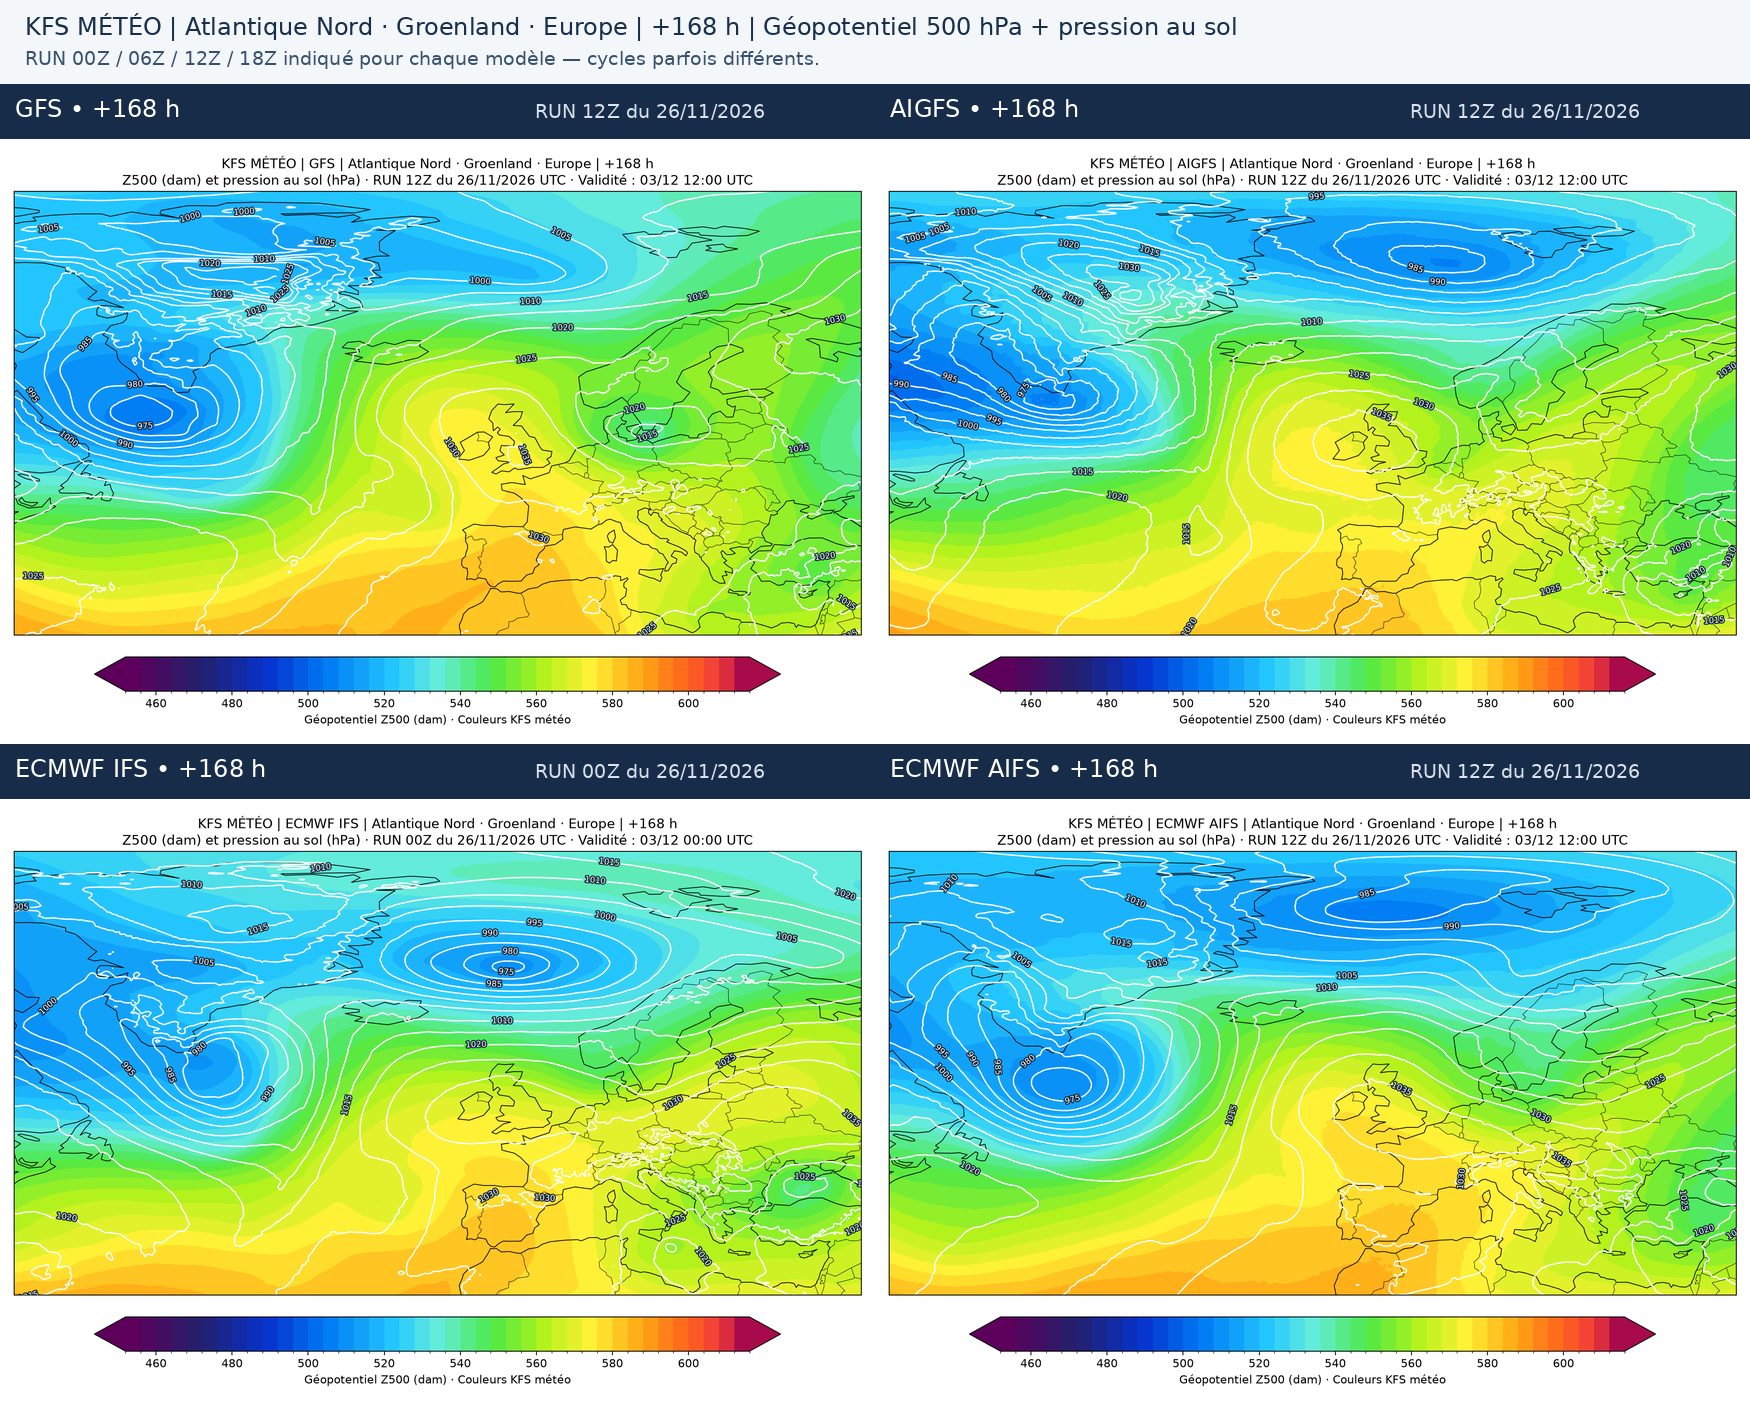 KFS MÉTÉO | Atlantique Nord · Groenland · Europe | +168 h | Géopotentiel 500 hPa + pression au sol
RUN 00Z / 06Z / 12Z / 18Z indiqué pour chaque modèle — cycles parfois différents.
GFS • +168 h
RUN 12Z du 26/11/2026
AIGFS • +168 h
RUN 12Z du 26/11/2026
KFS MÉTÉO | GFS | Atlantique Nord · Groenland · Europe | +168 h
Z500 (dam) et pression au sol (hPa) · RUN 12Z du 26/11/2026 UTC · Validité : 03/12 12:00 UTC
KFS MÉTÉO | AIGFS | Atlantique Nord · Groenland · Europe | +168 h
Z500 (dam) et pression au sol (hPa) · RUN 12Z du 26/11/2026 UTC · Validité : 03/12 12:00 UTC
460 480 500 520 540 560 580 600
Géopotentiel Z500 (dam) · Couleurs KFS météo
460 480 500 520 540 560 580 600
Géopotentiel Z500 (dam) · Couleurs KFS météo
ECMWF IFS • +168 h
RUN 00Z du 26/11/2026
ECMWF AIFS • +168 h
RUN 12Z du 26/11/2026
KFS MÉTÉO | ECMWF IFS | Atlantique Nord · Groenland · Europe | +168 h
Z500 (dam) et pression au sol (hPa) · RUN 00Z du 26/11/2026 UTC · Validité : 03/12 00:00 UTC
KFS MÉTÉO | ECMWF AIFS | Atlantique Nord · Groenland · Europe | +168 h
Z500 (dam) et pression au sol (hPa) · RUN 12Z du 26/11/2026 UTC · Validité : 03/12 12:00 UTC
460 480 500 520 540 560 580 600
Géopotentiel Z500 (dam) · Couleurs KFS météo
460 480 500 520 540 560 580 600
Géopotentiel Z500 (dam) · Couleurs KFS météo